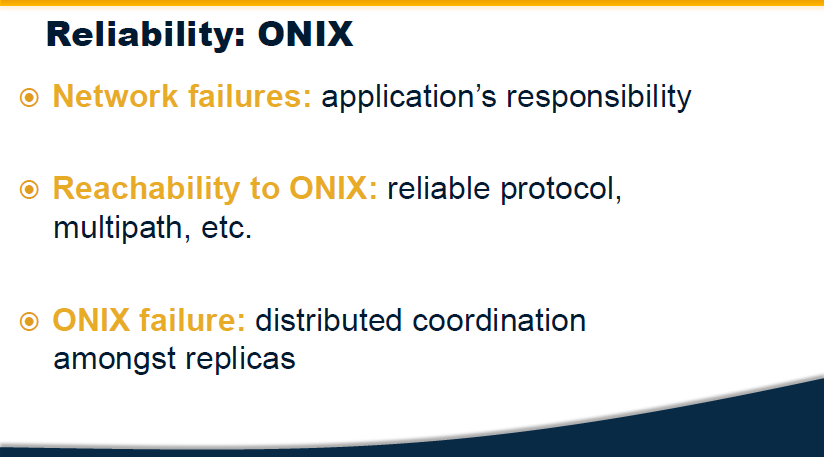 Reliability: ONIX
Network failures: application’s responsibility
Reachability to ONIX: reliable protocol,
multipath, etc.
ONIX failure: distributed coordination
amongst replicas